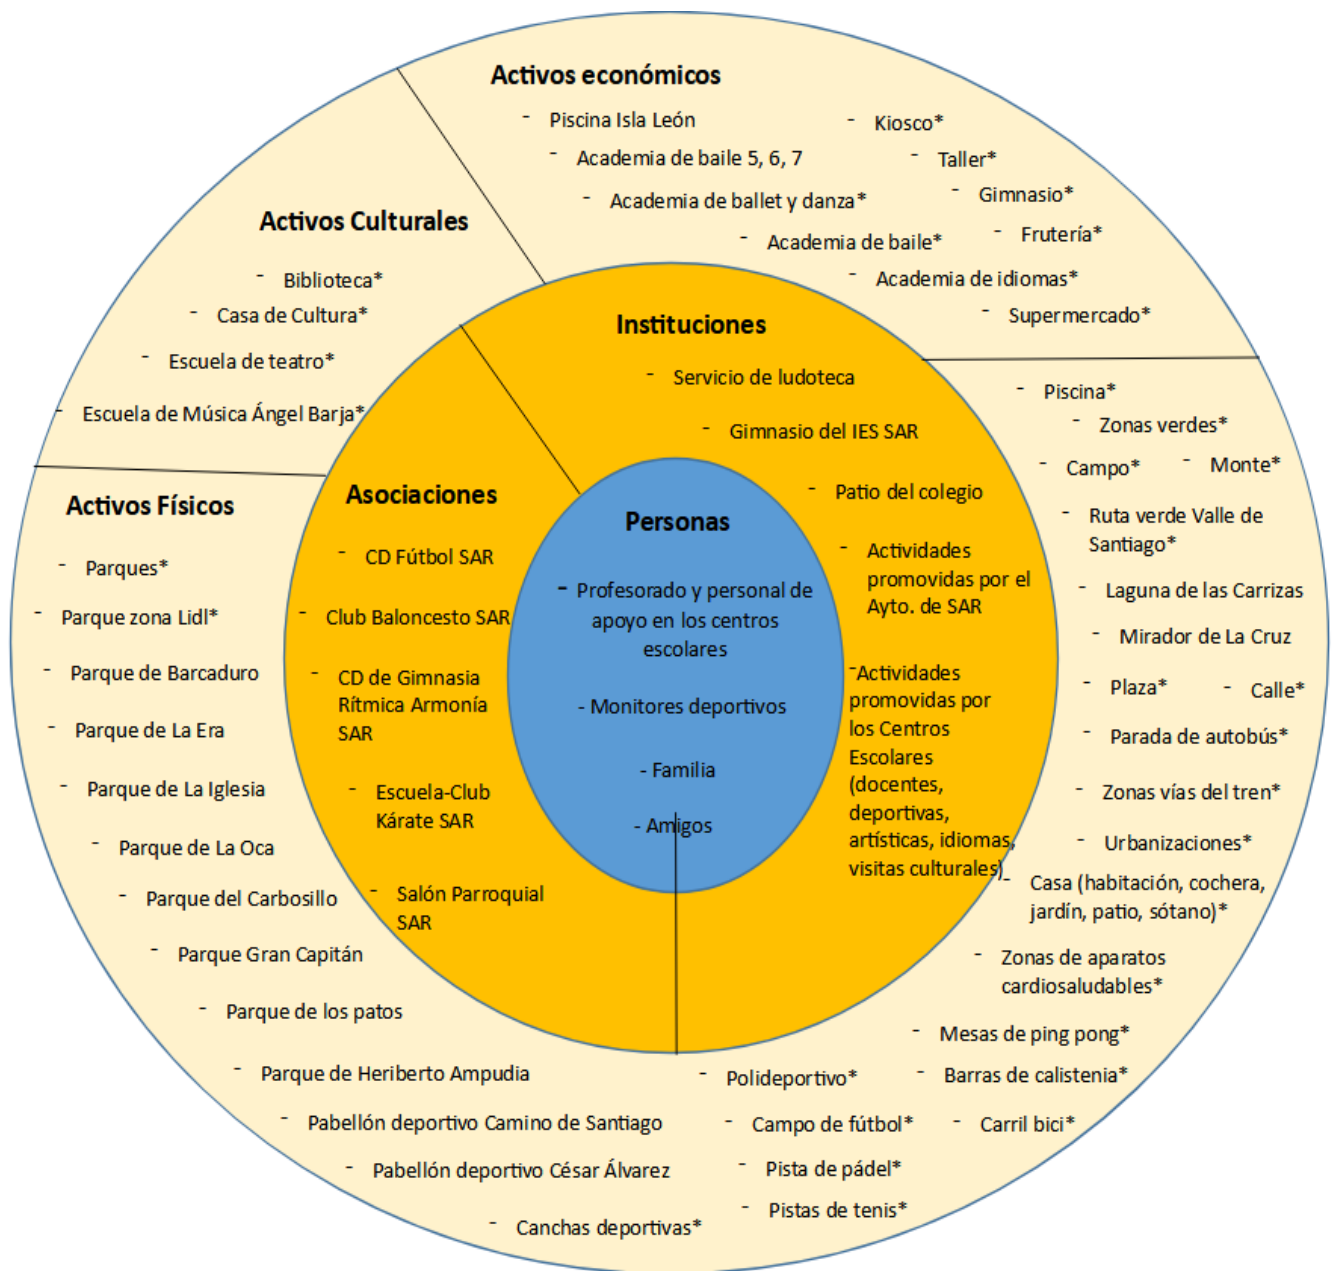 Activos económicos
- Piscina Isla León
- Academia de baile 5, 6, 7
- Academia de ballet y danza*
- Academia de baile*
- Kiosco*
- Taller*
- Gimnasio*
- Frutería*
- Academia de idiomas*
- Supermercado*
Activos Culturales
- Biblioteca*
- Casa de Cultura*
- Escuela de teatro*
- Escuela de Música Ángel Barja*
Instituciones
- Servicio de ludoteca
- Gimnasio del IES SAR
- Patio del colegio
- Actividades
promovidas por el
Ayto. de SAR
-Actividades
promovidas por
los Centros
Escolares
(docentes,
deportivas,
artísticas, idiomas,
visitas culturales)
Asociaciones
- CD Fútbol SAR
- Club Baloncesto SAR
- CD de Gimnasia
Rítmica Armonía
SAR
- Escuela-Club
Kárate SAR
- Salón Parroquial
SAR
Personas
- Profesorado y personal de
apoyo en los centros
escolares
- Monitores deportivos
- Familia
- Amigos
Activos Físicos
- Parques*
- Parque zona Lidl*
- Parque de Barcaduro
- Parque de La Era
- Parque de La Iglesia
- Parque de La Oca
- Parque del Carbosillo
- Parque Gran Capitán
- Parque de los patos
- Parque de Heriberto Ampudia
- Pabellón deportivo Camino de Santiago
- Pabellón deportivo César Álvarez
- Canchas deportivas*
- Polideportivo*
- Campo de fútbol*
- Pista de pádel*
- Pistas de tenis*
- Piscina*
- Zonas verdes*
- Campo*
- Monte*
- Ruta verde Valle de
Santiago*
- Laguna de las Carrizas
- Mirador de La Cruz
- Plaza*
- Calle*
- Parada de autobús*
- Zonas vías del tren*
- Urbanizaciones*
- Casa (habitación, cochera,
jardín, patio, sótano)*
- Zonas de aparatos
cardiosaludables*
- Mesas de ping pong*
- Barras de calistenia*
- Carril bici*